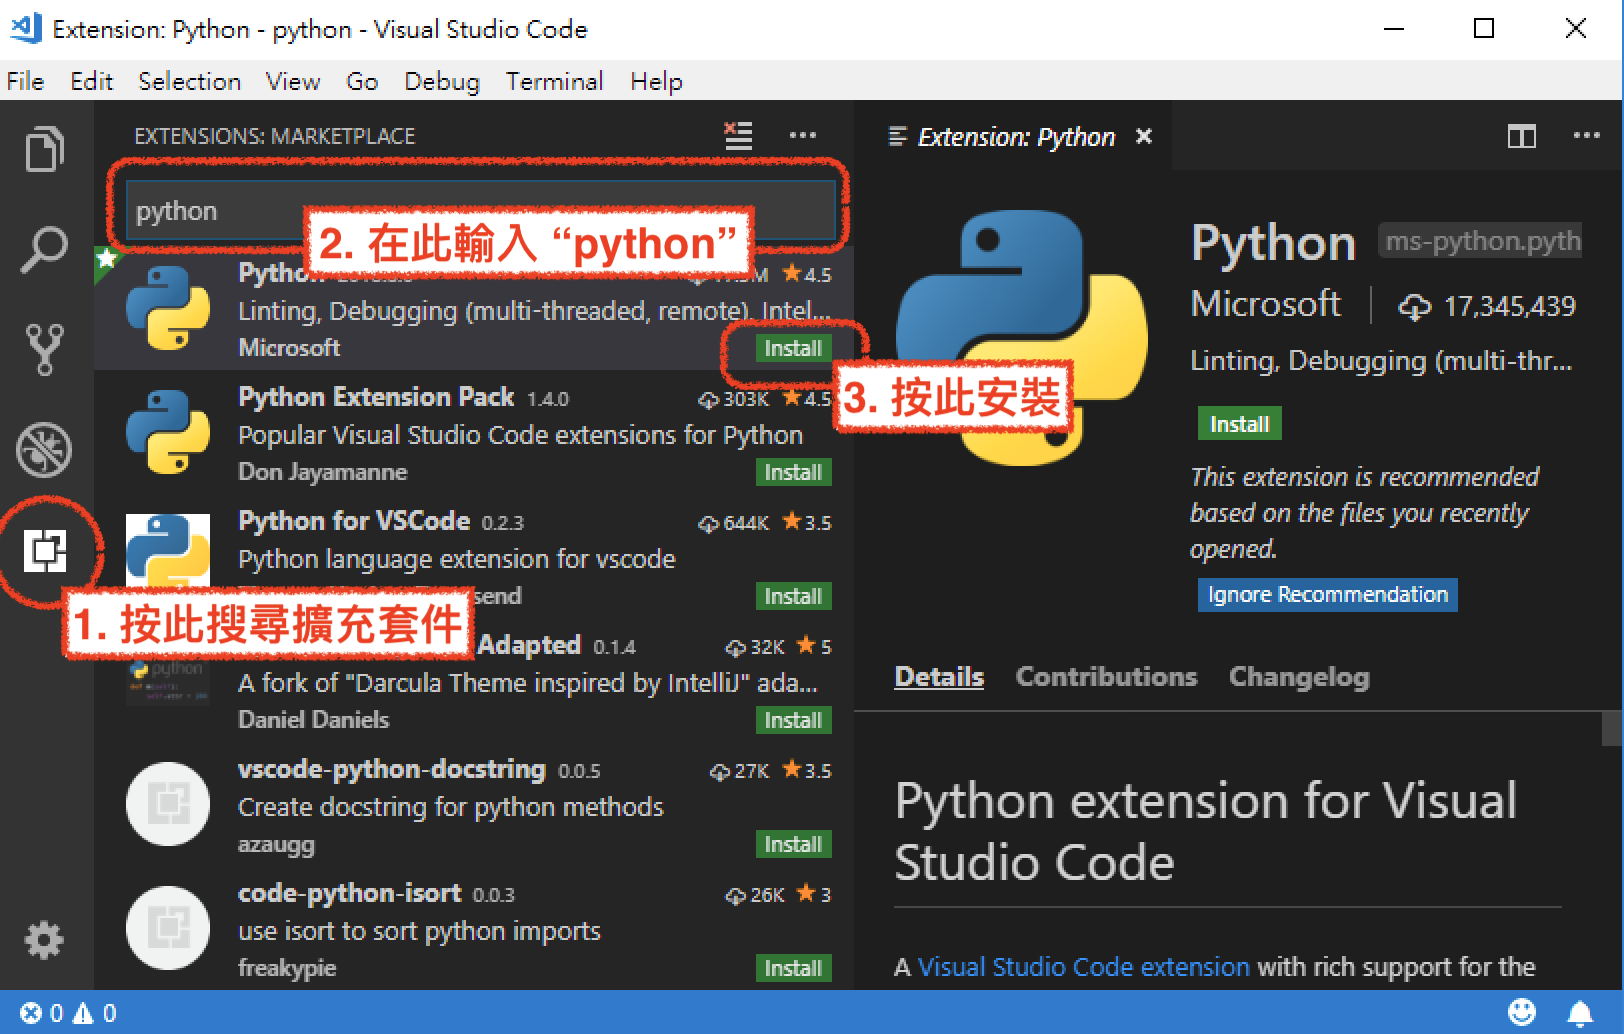 Extension: Python - python - Visual Studio Code
File Edit Selection View Go Debug Terminal Help
EXTENSIONS: MARKETPLACE
python
2. 在此輸入 “python”
4.5
Linting, Debugging (multi-threaded, remote), Intel...
Microsoft
Install
3. 按此安裝
Python Extension Pack 1.4.0 303K 4.5
Popular Visual Studio Code extensions for Python
Don Jayamanne
Install
Python for VSCode 0.2.3 644K 3.5
Python language extension for vscode
Install
1. 按此搜尋擴充套件
Adapted 0.1.4 32K 5
A fork of "Darcula Theme inspired by IntelliJ" ada...
Daniel Daniels
Install
python
vscode-python-docstring 0.0.5 27K 3.5
Create docstring for python methods
azaugg
Install
code-python-isort 0.0.3 26K 3
use isort to sort python imports
freakypie
Install
Extension: Python
Python ms-python.pyth
Microsoft 17,345,439
Linting, Debugging (multi-thr...
Install
This extension is recommended
based on the files you recently
opened.
Ignore Recommendation
Details Contributions Changelog
Python extension for Visual
Studio Code
A Visual Studio Code extension with rich support for the
0 0